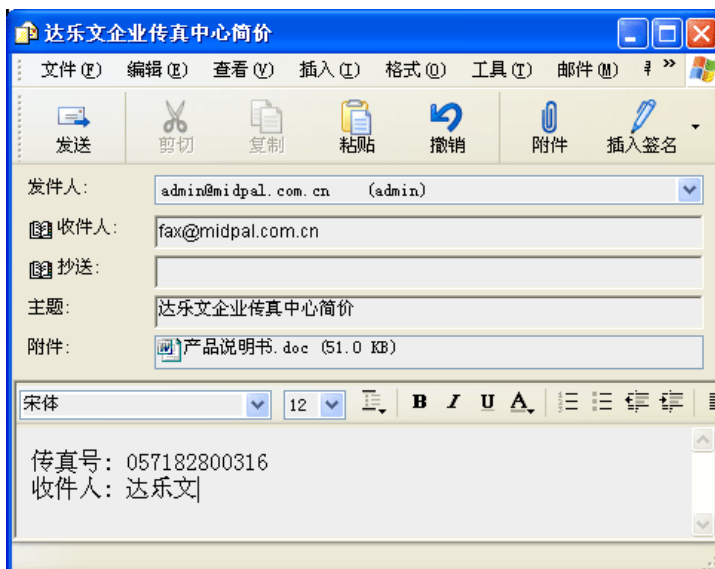 达乐文企业传真中心简价
文件(F) 编辑(E) 查看(V) 插入(I) 格式(O) 工具(T) 邮件(M) »
发送 剪切 复制 粘贴 撤销 附件 插入签名
发件人: admin@midpal.com.cn (admin)
收件人: fax@midpal.com.cn
抄送:
主题: 达乐文企业传真中心简价
附件: 产品说明书.doc (51.0 KB)
宋体 12 B I U A
传真号: 057182800316
收件人: 达乐文